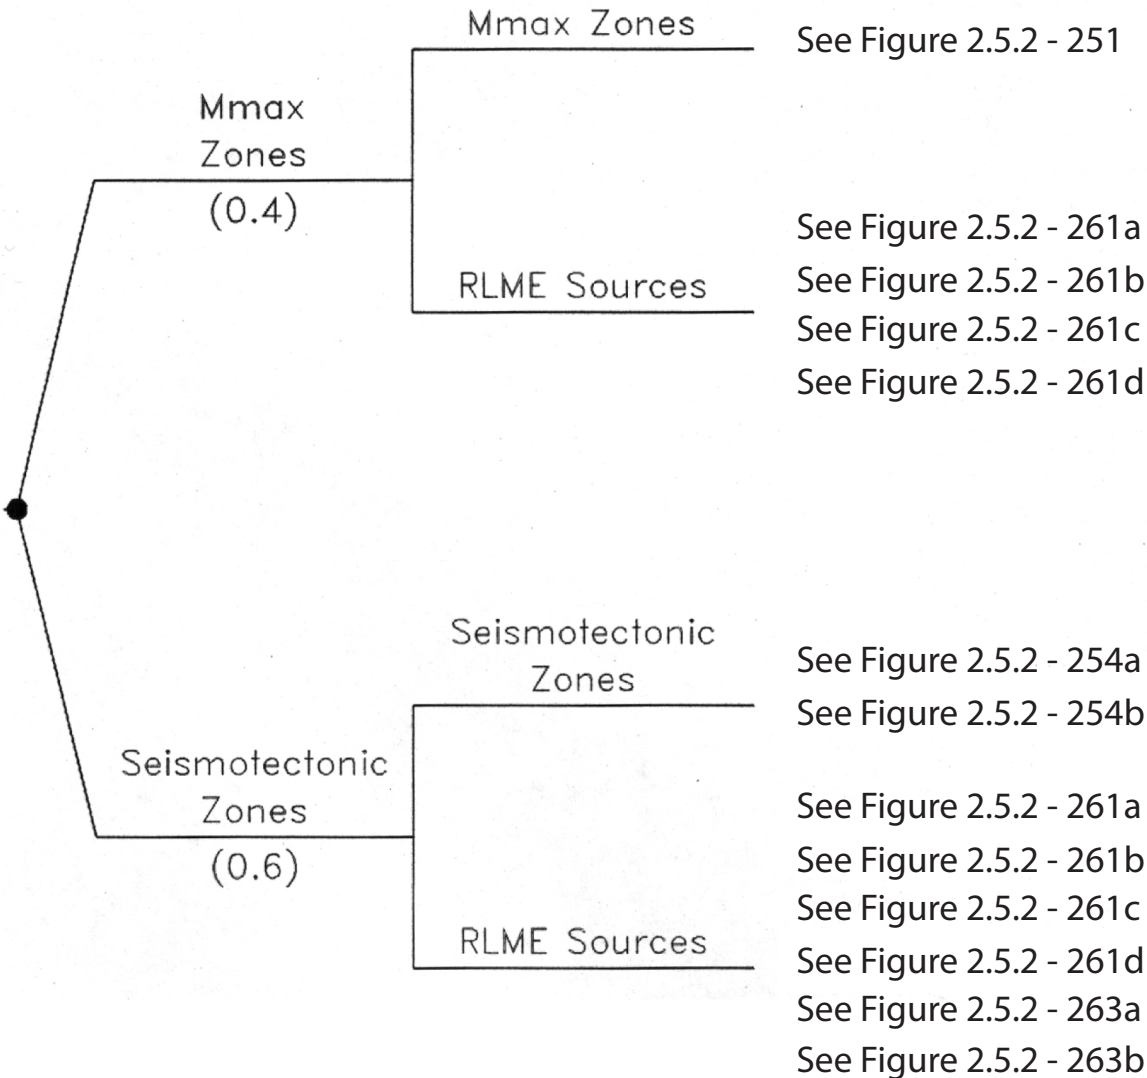 Mmax Zones
See Figure 2.5.2 - 251
Mmax
Zones
(0.4)
See Figure 2.5.2 - 261a
RLME Sources
See Figure 2.5.2 - 261b
See Figure 2.5.2 - 261c
See Figure 2.5.2 - 261d
Seismotectonic
Zones
See Figure 2.5.2 - 254a
See Figure 2.5.2 - 254b
Seismotectonic
Zones
(0.6)
See Figure 2.5.2 - 261a
See Figure 2.5.2 - 261b
See Figure 2.5.2 - 261c
RLME Sources
See Figure 2.5.2 - 261d
See Figure 2.5.2 - 263a
See Figure 2.5.2 - 263b